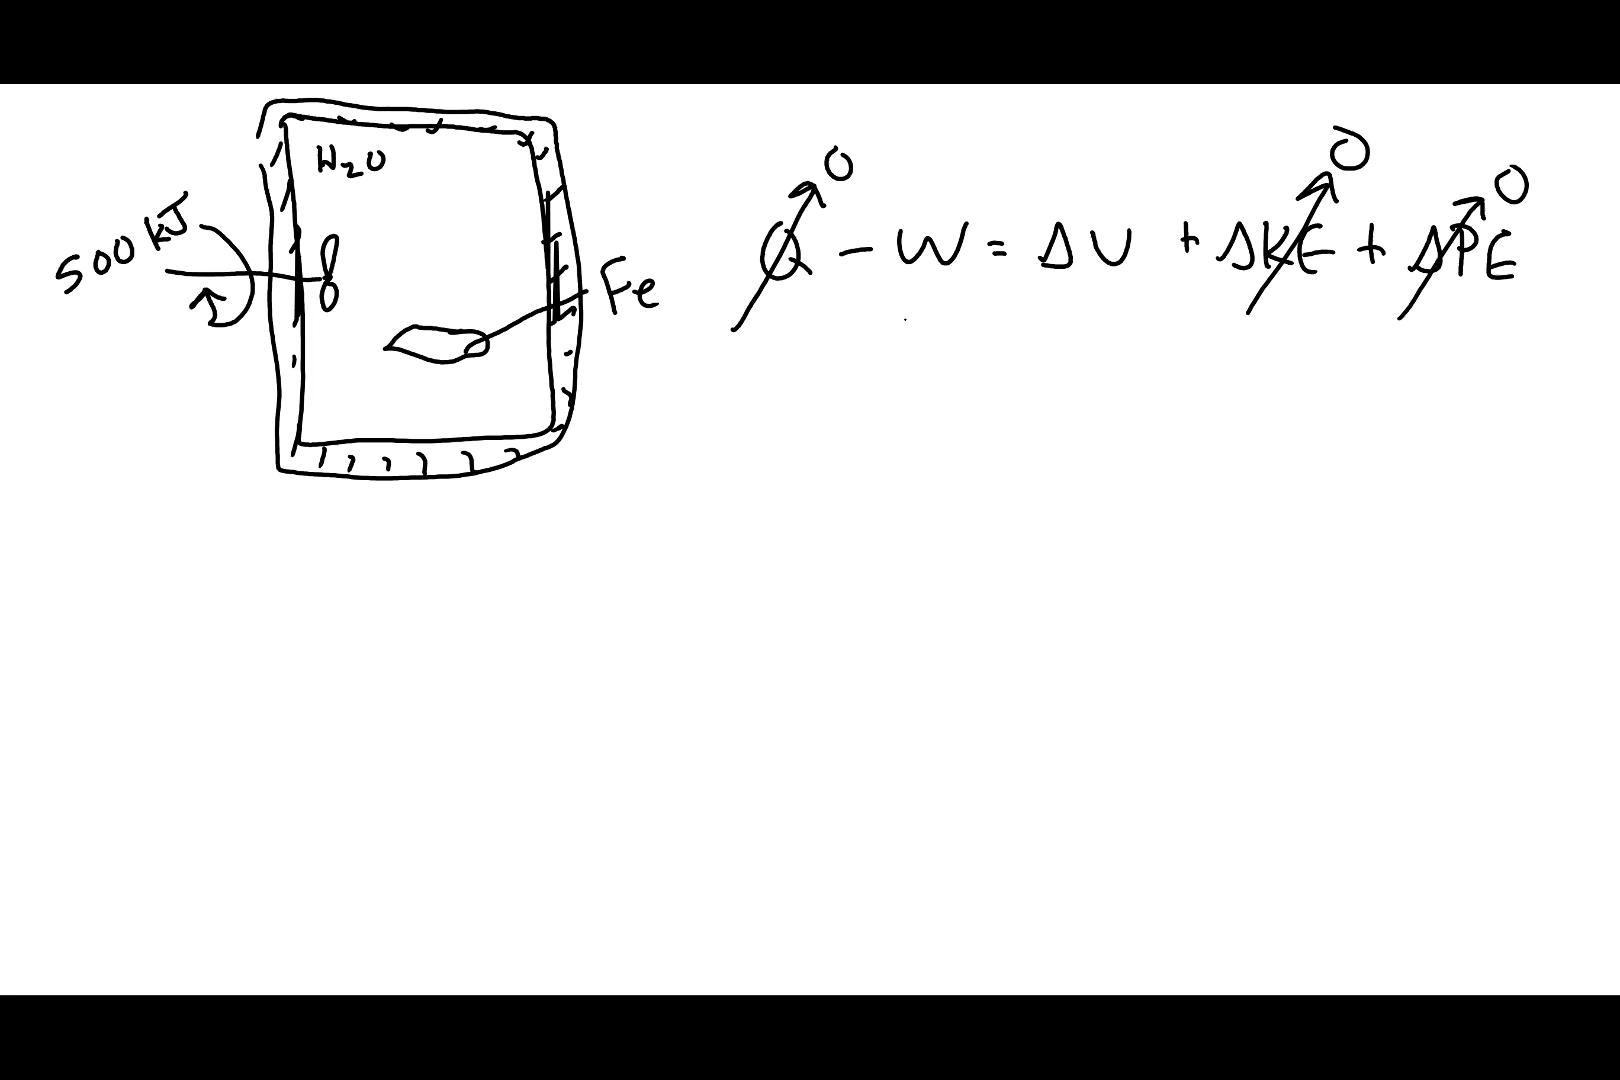 H₂O
500 kJ
Fe
Q - W = ΔU + ΔKE + ΔPE
0
0
0